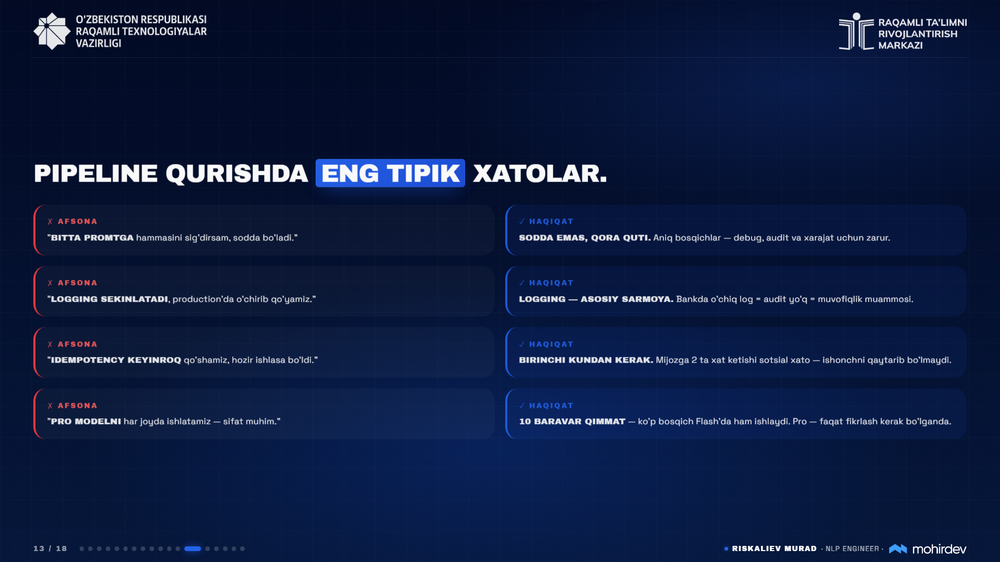 O'ZBEKISTON RESPUBLIKASI
RAQAMLI TEXNOLOGIYALAR
VAZIRLIGI
RAQAMLI TA'LIMNI
RIVOJLANTIRISH
MARKAZI
PIPELINE QURISHDA ENG TIPIK XATOLAR.
✗ AFSONA
"BITTA PROMTGA hammasini sig'dirsam, sodda bo'ladi."
✓ HAQIQAT
SODDA EMAS, QORA QUTI. Aniq bosqichlar — debug, audit va xarajat uchun zarur.
✗ AFSONA
"LOGGING SEKINLATADI, production'da o'chirib qo'yamiz."
✓ HAQIQAT
LOGGING — ASOSIY SARMOYA. Bankda o'chiq log = audit yo'q = muvofiqlik muammosi.
✗ AFSONA
"IDEMPOTENCY KEYINROQ qo'shamiz, hozir ishlasa bo'ldi."
✓ HAQIQAT
BIRINCHI KUNDAN KERAK. Mijozga 2 ta xat ketishi sotsial xato — ishonchni qaytarib bo'lmaydi.
✗ AFSONA
"PRO MODELNI har joyda ishlatamiz — sifat muhim."
✓ HAQIQAT
10 BARAVAR QIMMAT — ko'p bosqich Flash'da ham ishlaydi. Pro — faqat fikrlash kerak bo'lganda.
13 / 18
RISKALIEV MURAD · NLP ENGINEER · mohirdev